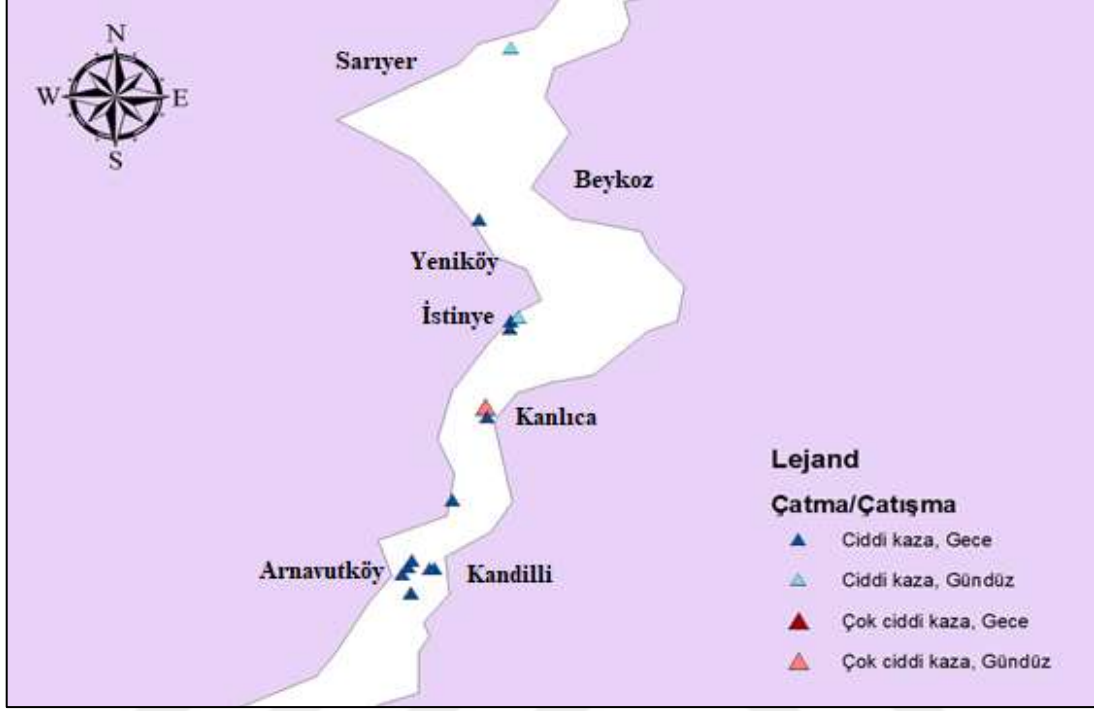 N
W E
S
Sarıyer
Beykoz
Yeniköy
İstinye
Kanlıca
Arnavutköy
Kandilli
Lejand
Çatma/Çatışma
Ciddi kaza, Gece
Ciddi kaza, Gündüz
Çok ciddi kaza, Gece
Çok ciddi kaza, Gündüz